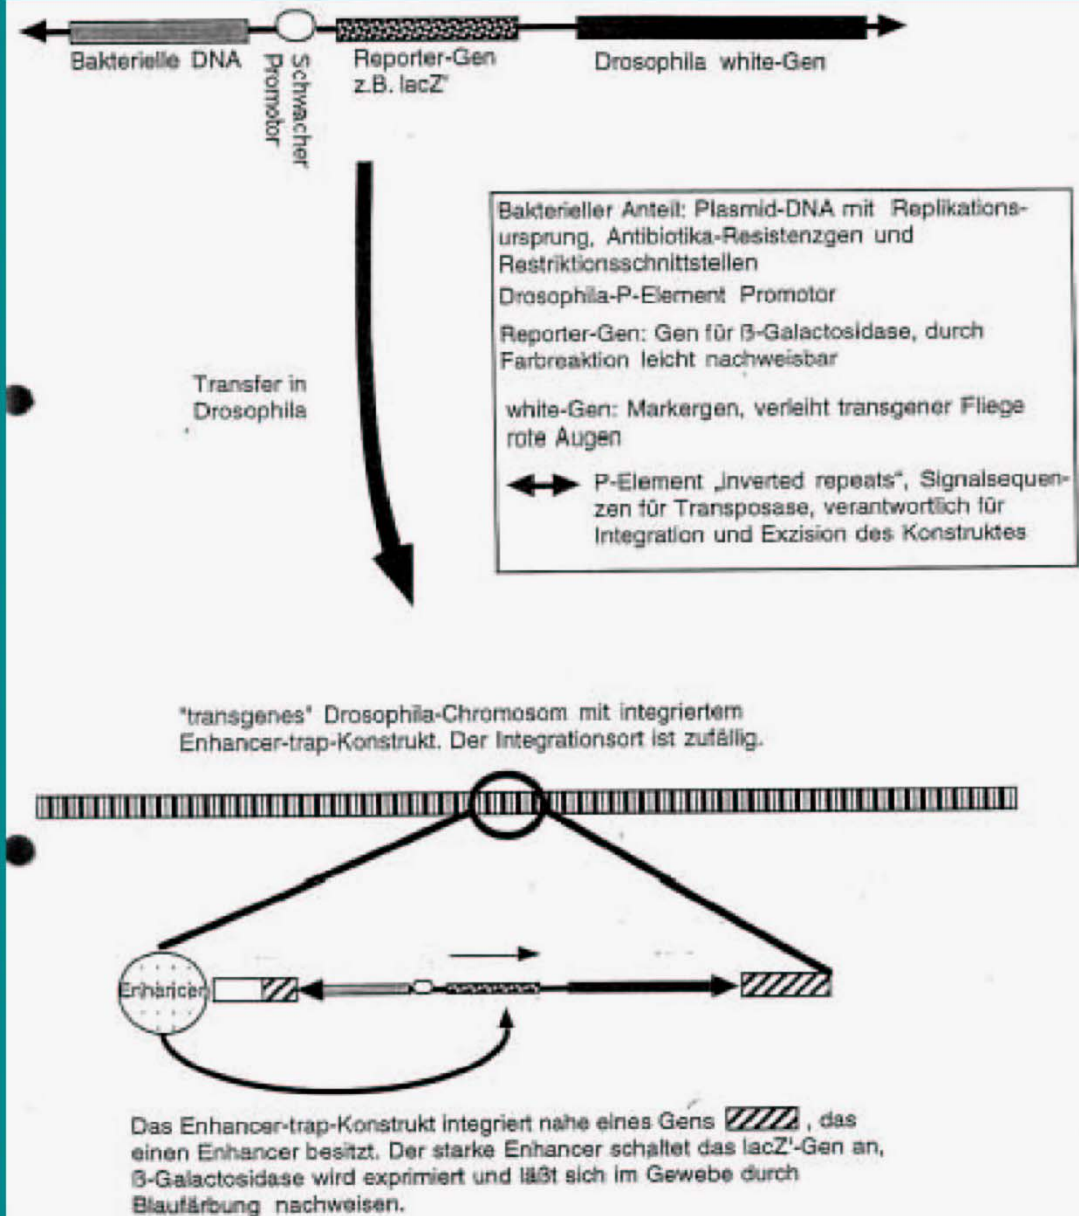 Bakterielle DNA
Schwacher
Promotor
Reporter-Gen
z.B. lacZ'
Drosophila white-Gen
Bakterieller Anteil: Plasmid-DNA mit Replikations-
ursprung, Antibiotika-Resistenzgen und
Restriktionsschnittstellen
Drosophila-P-Element Promotor
Reporter-Gen: Gen für ß-Galactosidase, durch
Farbreaktion leicht nachweisbar
white-Gen: Markergen, verleiht transgener Fliege
rote Augen
P-Element „inverted repeats“, Signalsequen-
zen für Transposase, verantwortlich für
Integration und Exzision des Konstruktes
Transfer in
Drosophila
"transgenes" Drosophila-Chromosom mit integriertem
Enhancer-trap-Konstrukt. Der Integrationsort ist zufällig.
Enhancer
Das Enhancer-trap-Konstrukt integriert nahe eines Gens , das
einen Enhancer besitzt. Der starke Enhancer schaltet das lacZ'-Gen an,
ß-Galactosidase wird exprimiert und läßt sich im Gewebe durch
Blaufärbung nachweisen.